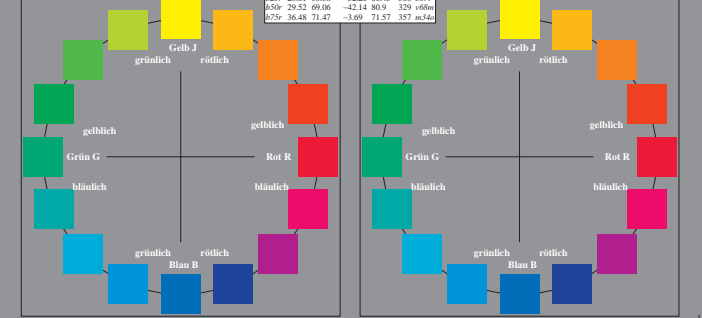 b50r 29.52 69.06 −42.14 80.9 329 v68m
b75r 36.48 71.47 −3.69 71.57 357 m34o
Gelb J
grünlich rötlich
gelblich
gelblich
Grün G
Rot R
bläulich
bläulich
grünlich rötlich
Blau B
Gelb J
grünlich rötlich
gelblich
gelblich
Grün G
Rot R
bläulich
bläulich
grünlich rötlich
Blau B